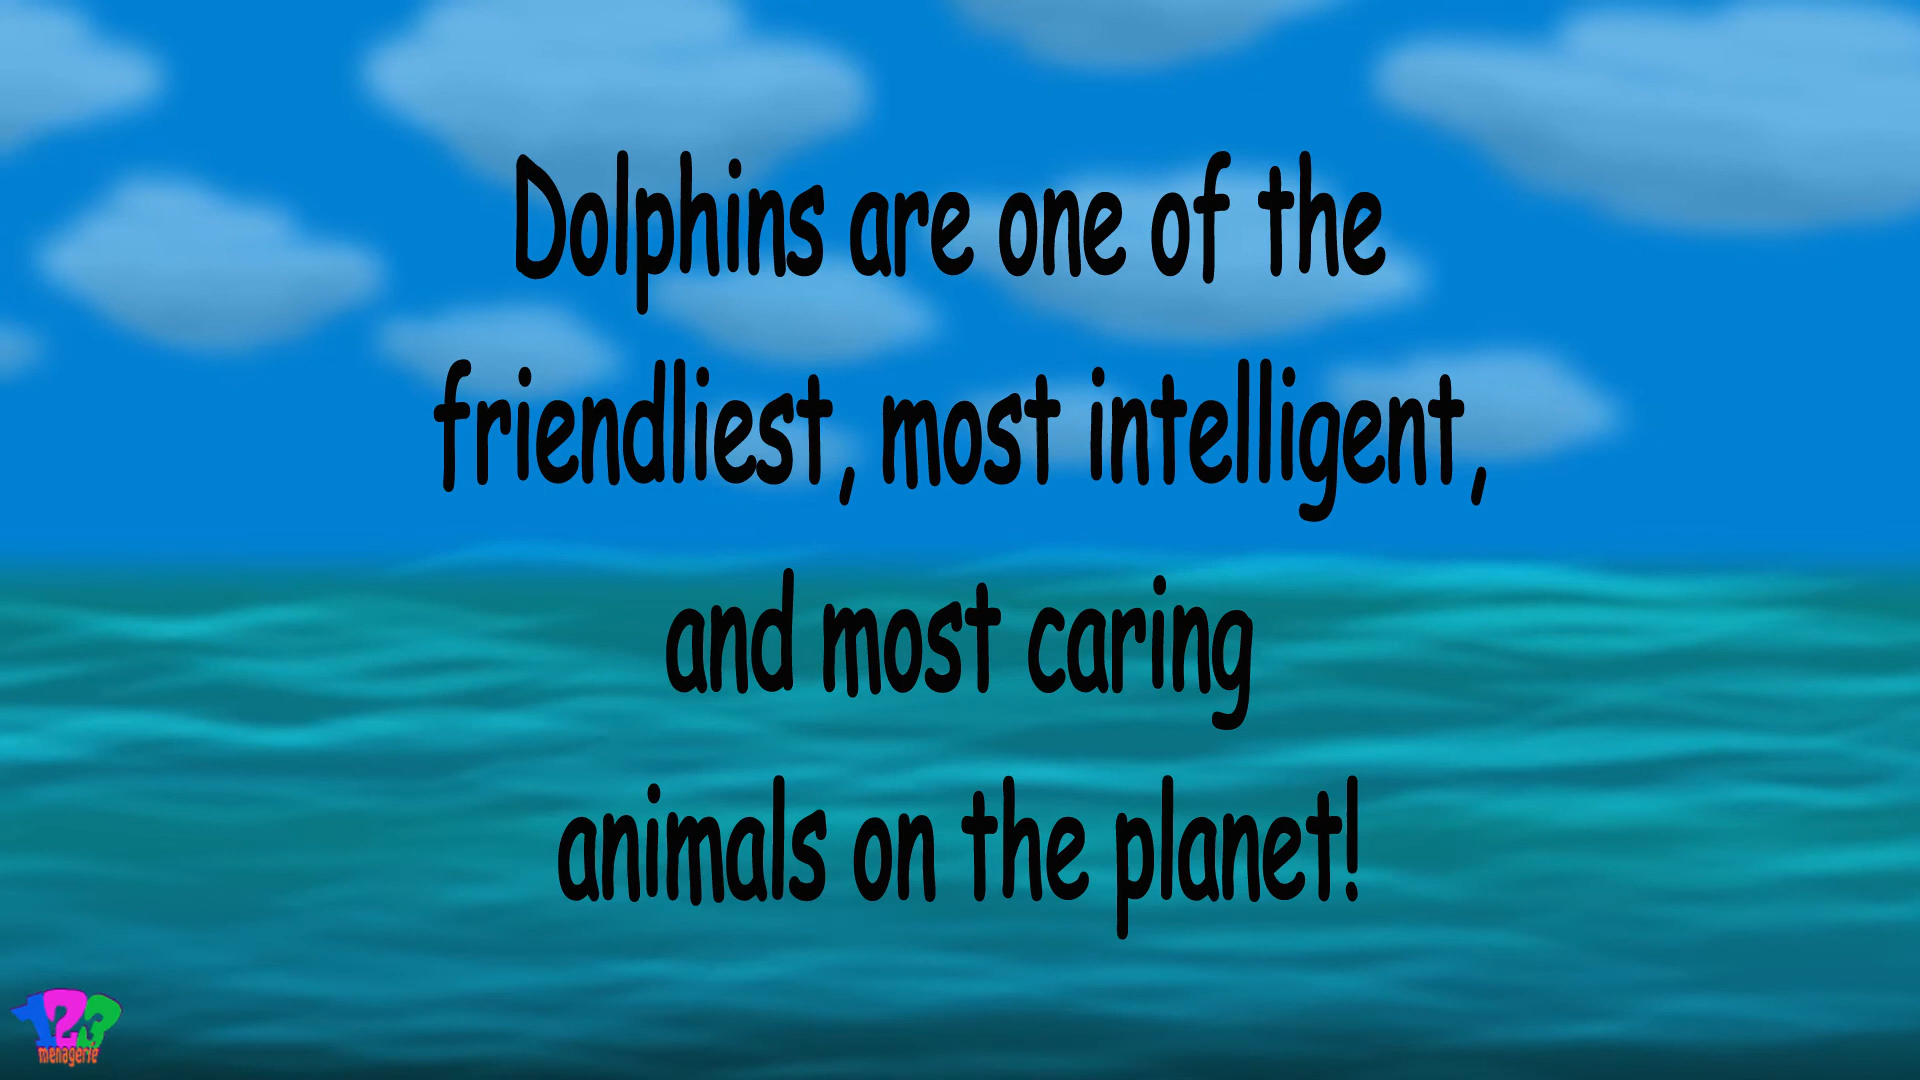 Dolphins are one of the
friendliest, most intelligent,
and most caring
animals on the planet!
123
menagerie